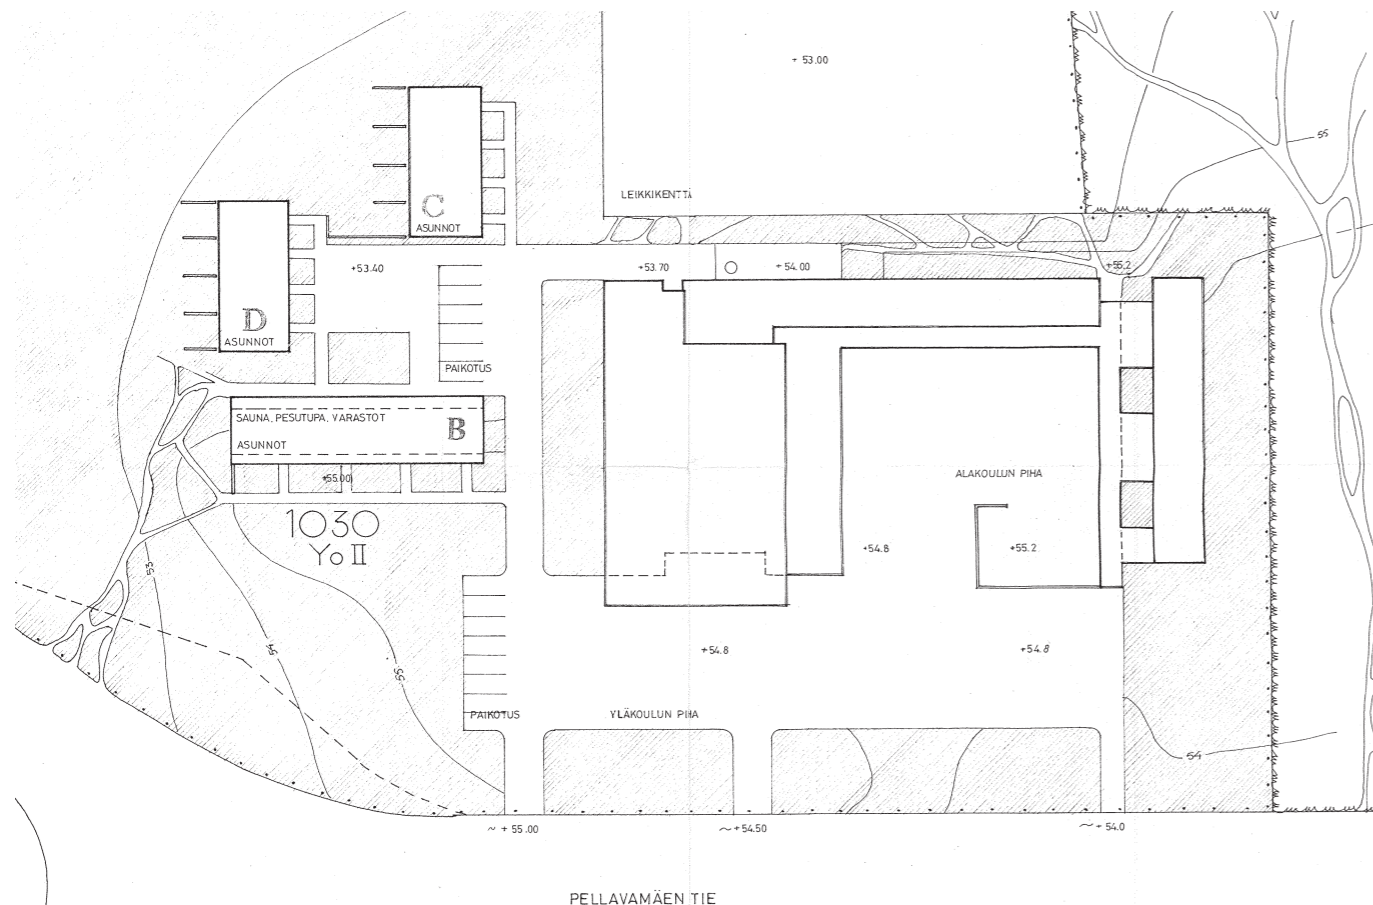 + 53.00
55
LEIKKIKENTTÄ
C
ASUNNOT
+53.40
+53.70
+ 54.00
+55.2
D
ASUNNOT
PAIKOTUS
SAUNA, PESUTUPA, VARASTOT
B
ASUNNOT
+55.00
ALAKOULUN PIHA
1030
Yo II
+54.8
+55.2
53
54
55
+54.8
+54.8
PAIKOTUS
YLÄKOULUN PIHA
54
~ + 55.00
~+54.50
~+54.0
PELLAVAMÄEN TIE